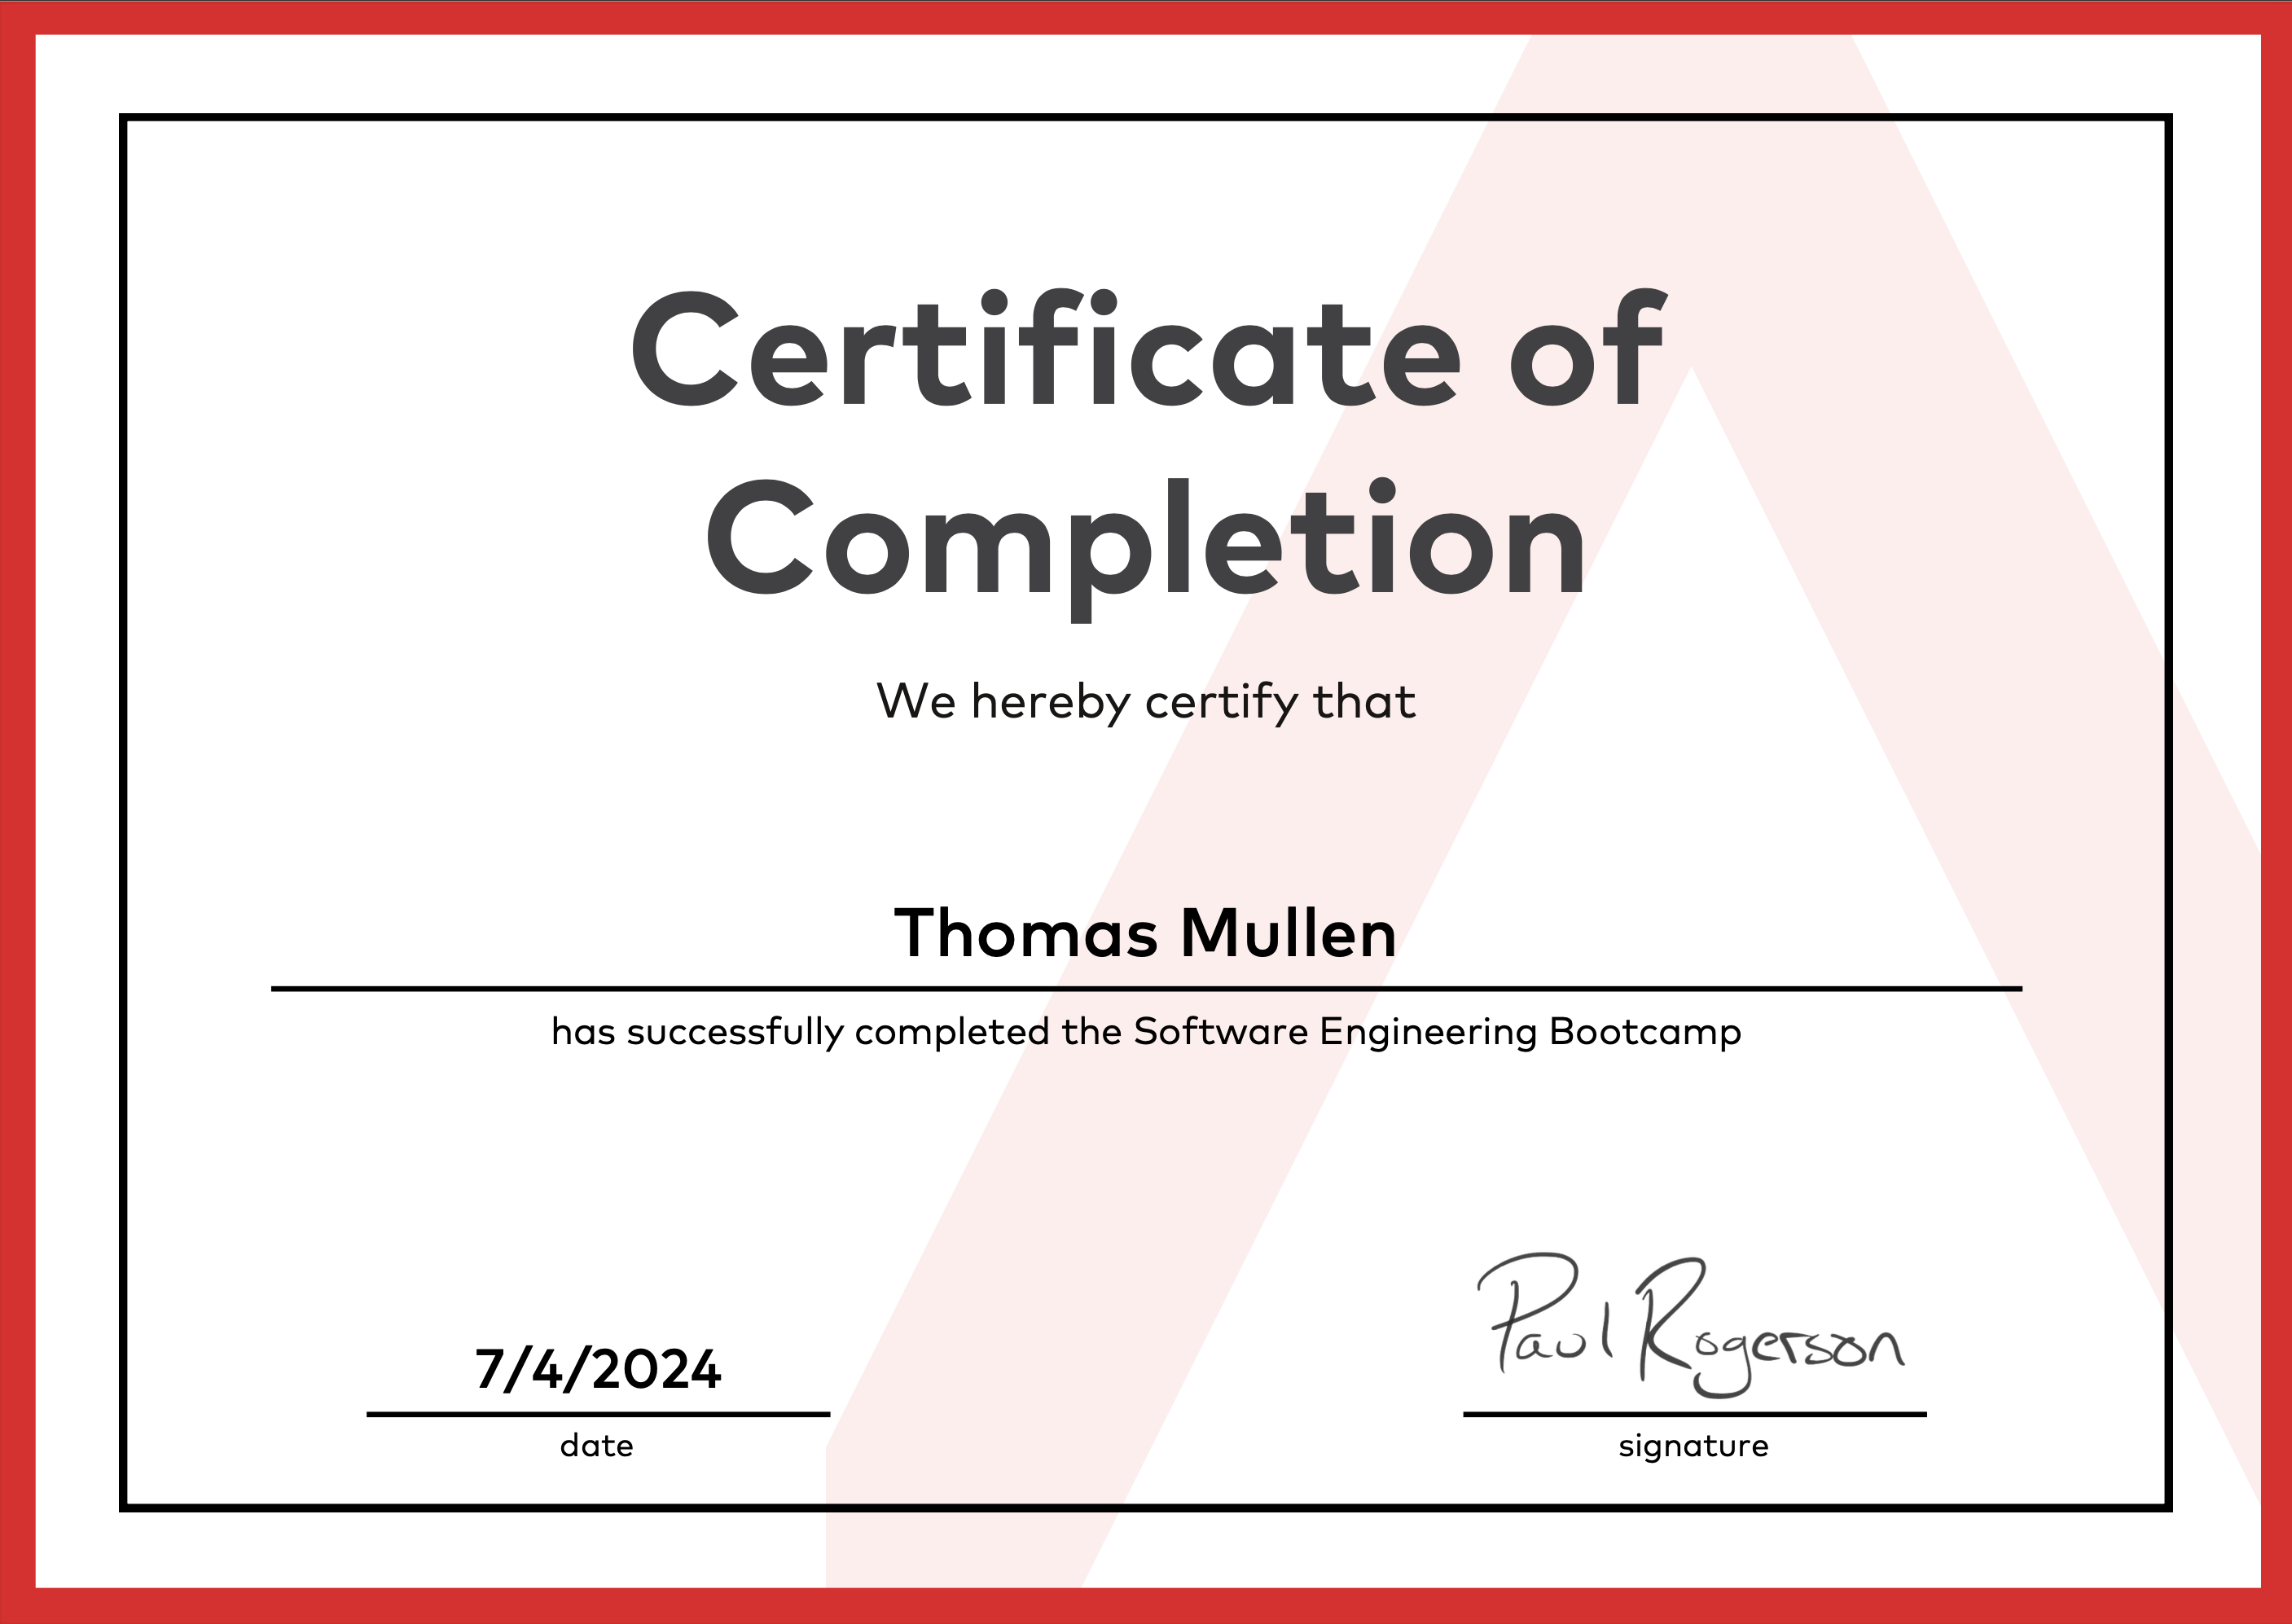 Certificate of
Completion
We hereby certify that
Thomas Mullen
has successfully completed the Software Engineering Bootcamp
Paul Rogerson
7/4/2024
date
signature